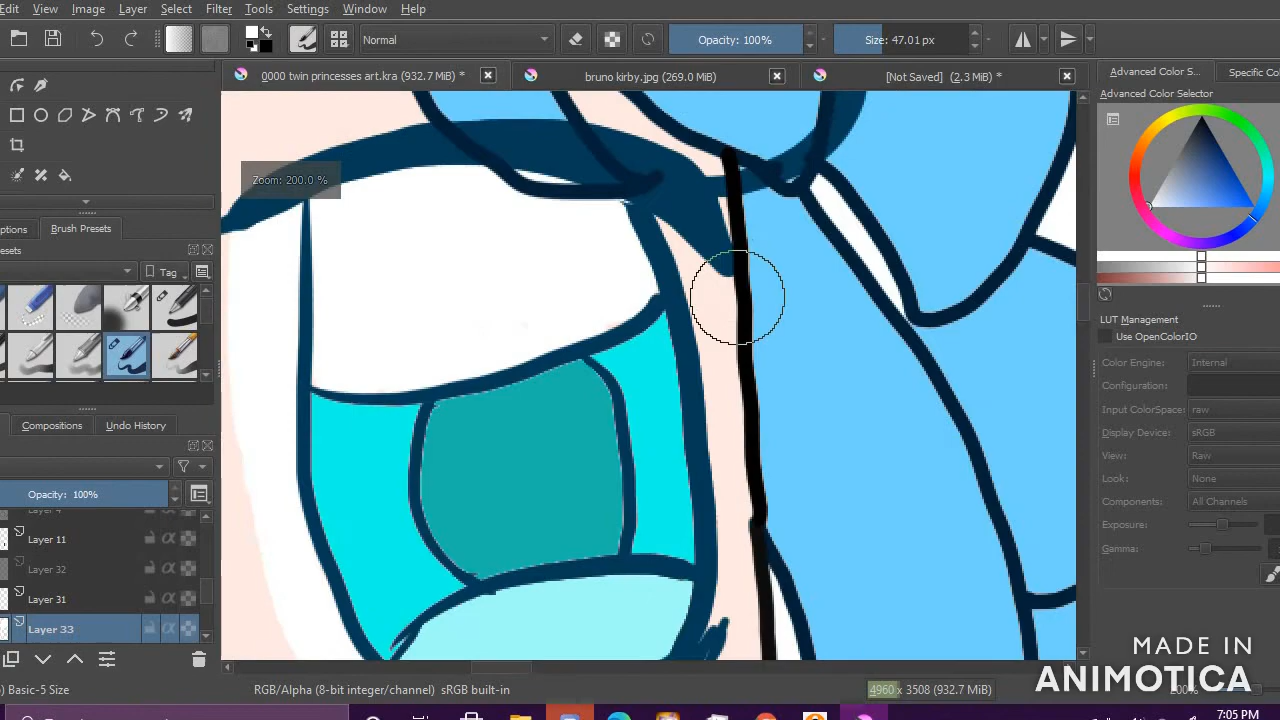 Edit View Image Layer Select Filter Tools Settings Window Help
Normal Opacity: 100% Size: 47.01 px
0000 twin princesses art.kra (932.7 MiB) * bruno kirby.jpg (269.0 MiB) [Not Saved] (2.3 MiB) *
Advanced Color S... Specific Co
Advanced Color Selector
Zoom: 200.0 %
ptions Brush Presets
esets
Tag
LUT Management
Use OpenColorIO
Color Engine: Internal
Configuration:
Input ColorSpace: raw
Display Device: sRGB
View: Raw
Look: None
Components: All Channels
Exposure:
Gamma:
Compositions Undo History
Opacity: 100%
Layer 4
Layer 11
Layer 32
Layer 31
Layer 33
) Basic-5 Size RGB/Alpha (8-bit integer/channel) sRGB built-in 4960 x 3508 (932.7 MiB) 200%
MADE IN
ANIMOTICA
7:05 PM